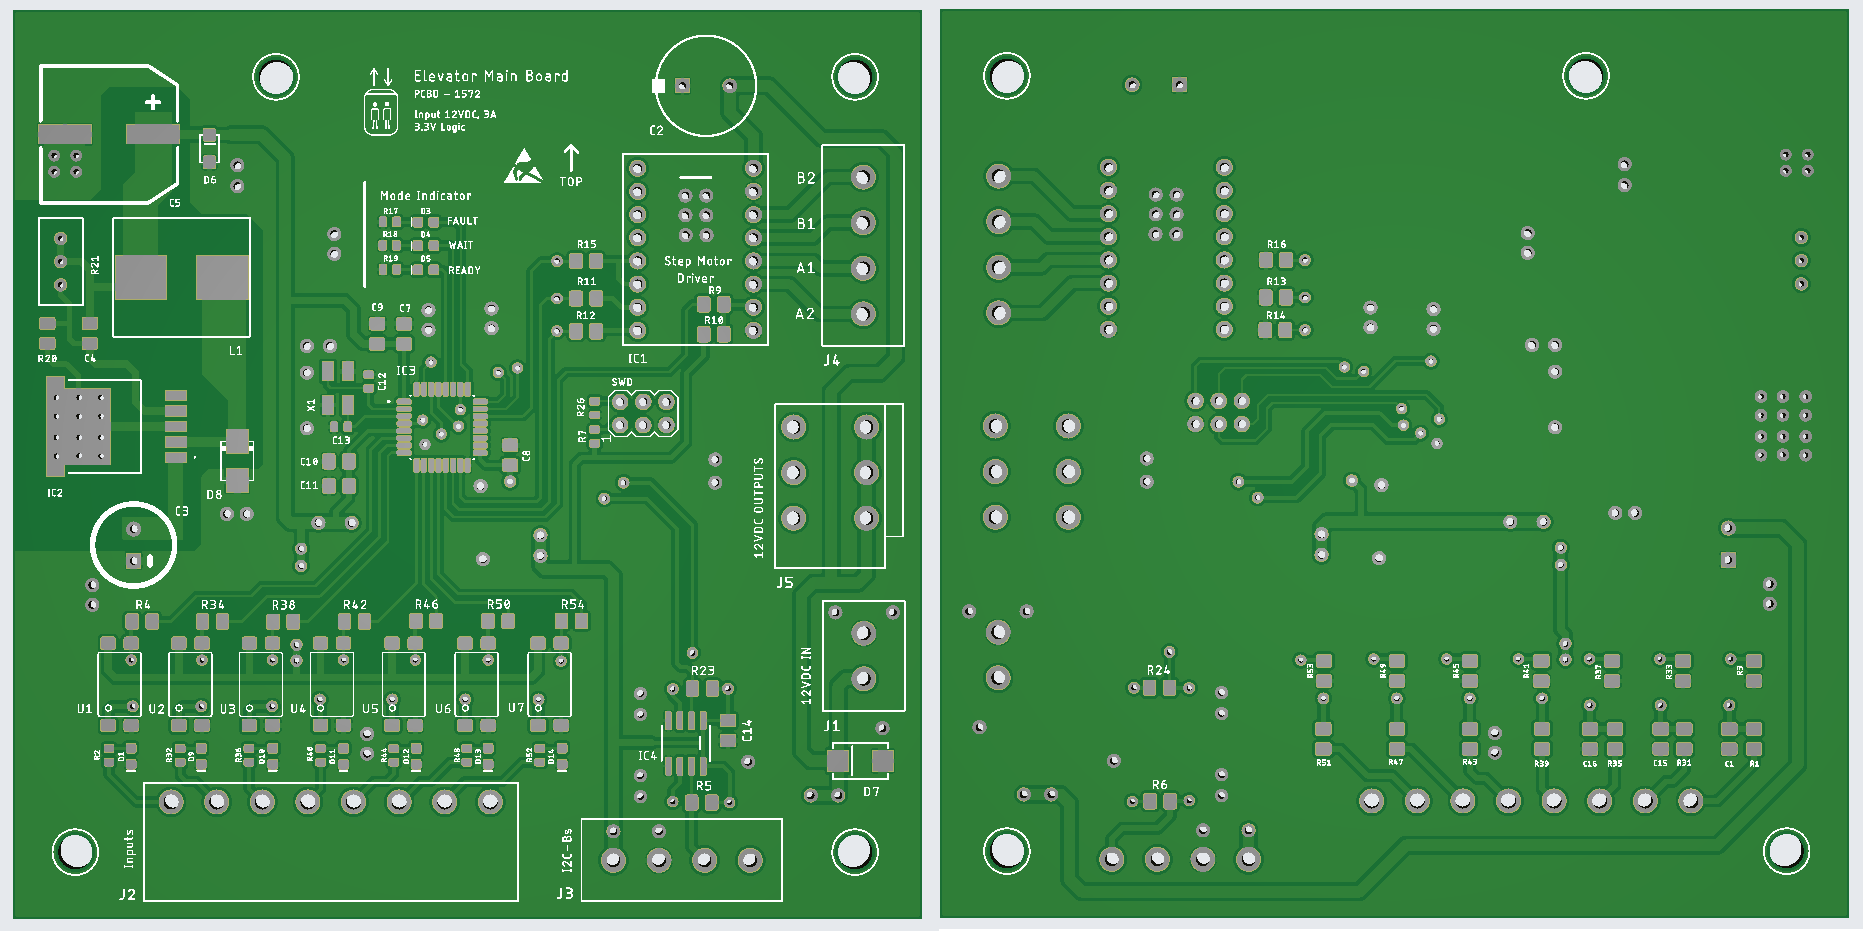 Elevator Main Board
PCBD - 1572
Input 12VDC, 3A
3.3V Logic
C2
TOP
D6
C5
Mode Indicator
R17 D3 FAULT
R18 D4 WAIT
R19 D5 READY
B2
B1
A1
A2
J4
Step Motor
Driver
R9
R10
IC1
R15
R11
R12
R21
L1
R20
C4
C9
C7
IC3
C12
X1
C13
C10
C11
C8
SWD
R26
R7
1
IC2
D8
C3
12VDC OUTPUTS
J5
R4
R34
R38
R42
R46
R50
R54
U1
U2
U3
U4
U5
U6
U7
R2
D1
R32
D9
R36
D10
R40
D11
R44
D12
R48
D13
R52
D14
Inputs
J2
R23
C14
IC4
R5
I2C-Bs
J3
12VDC IN
J1
D7
R16
R13
R14
R24
R6
R53
R49
R45
R41
R37
R33
R3
R51
R47
R43
R39
C16
R35
C15
R31
C1
R1